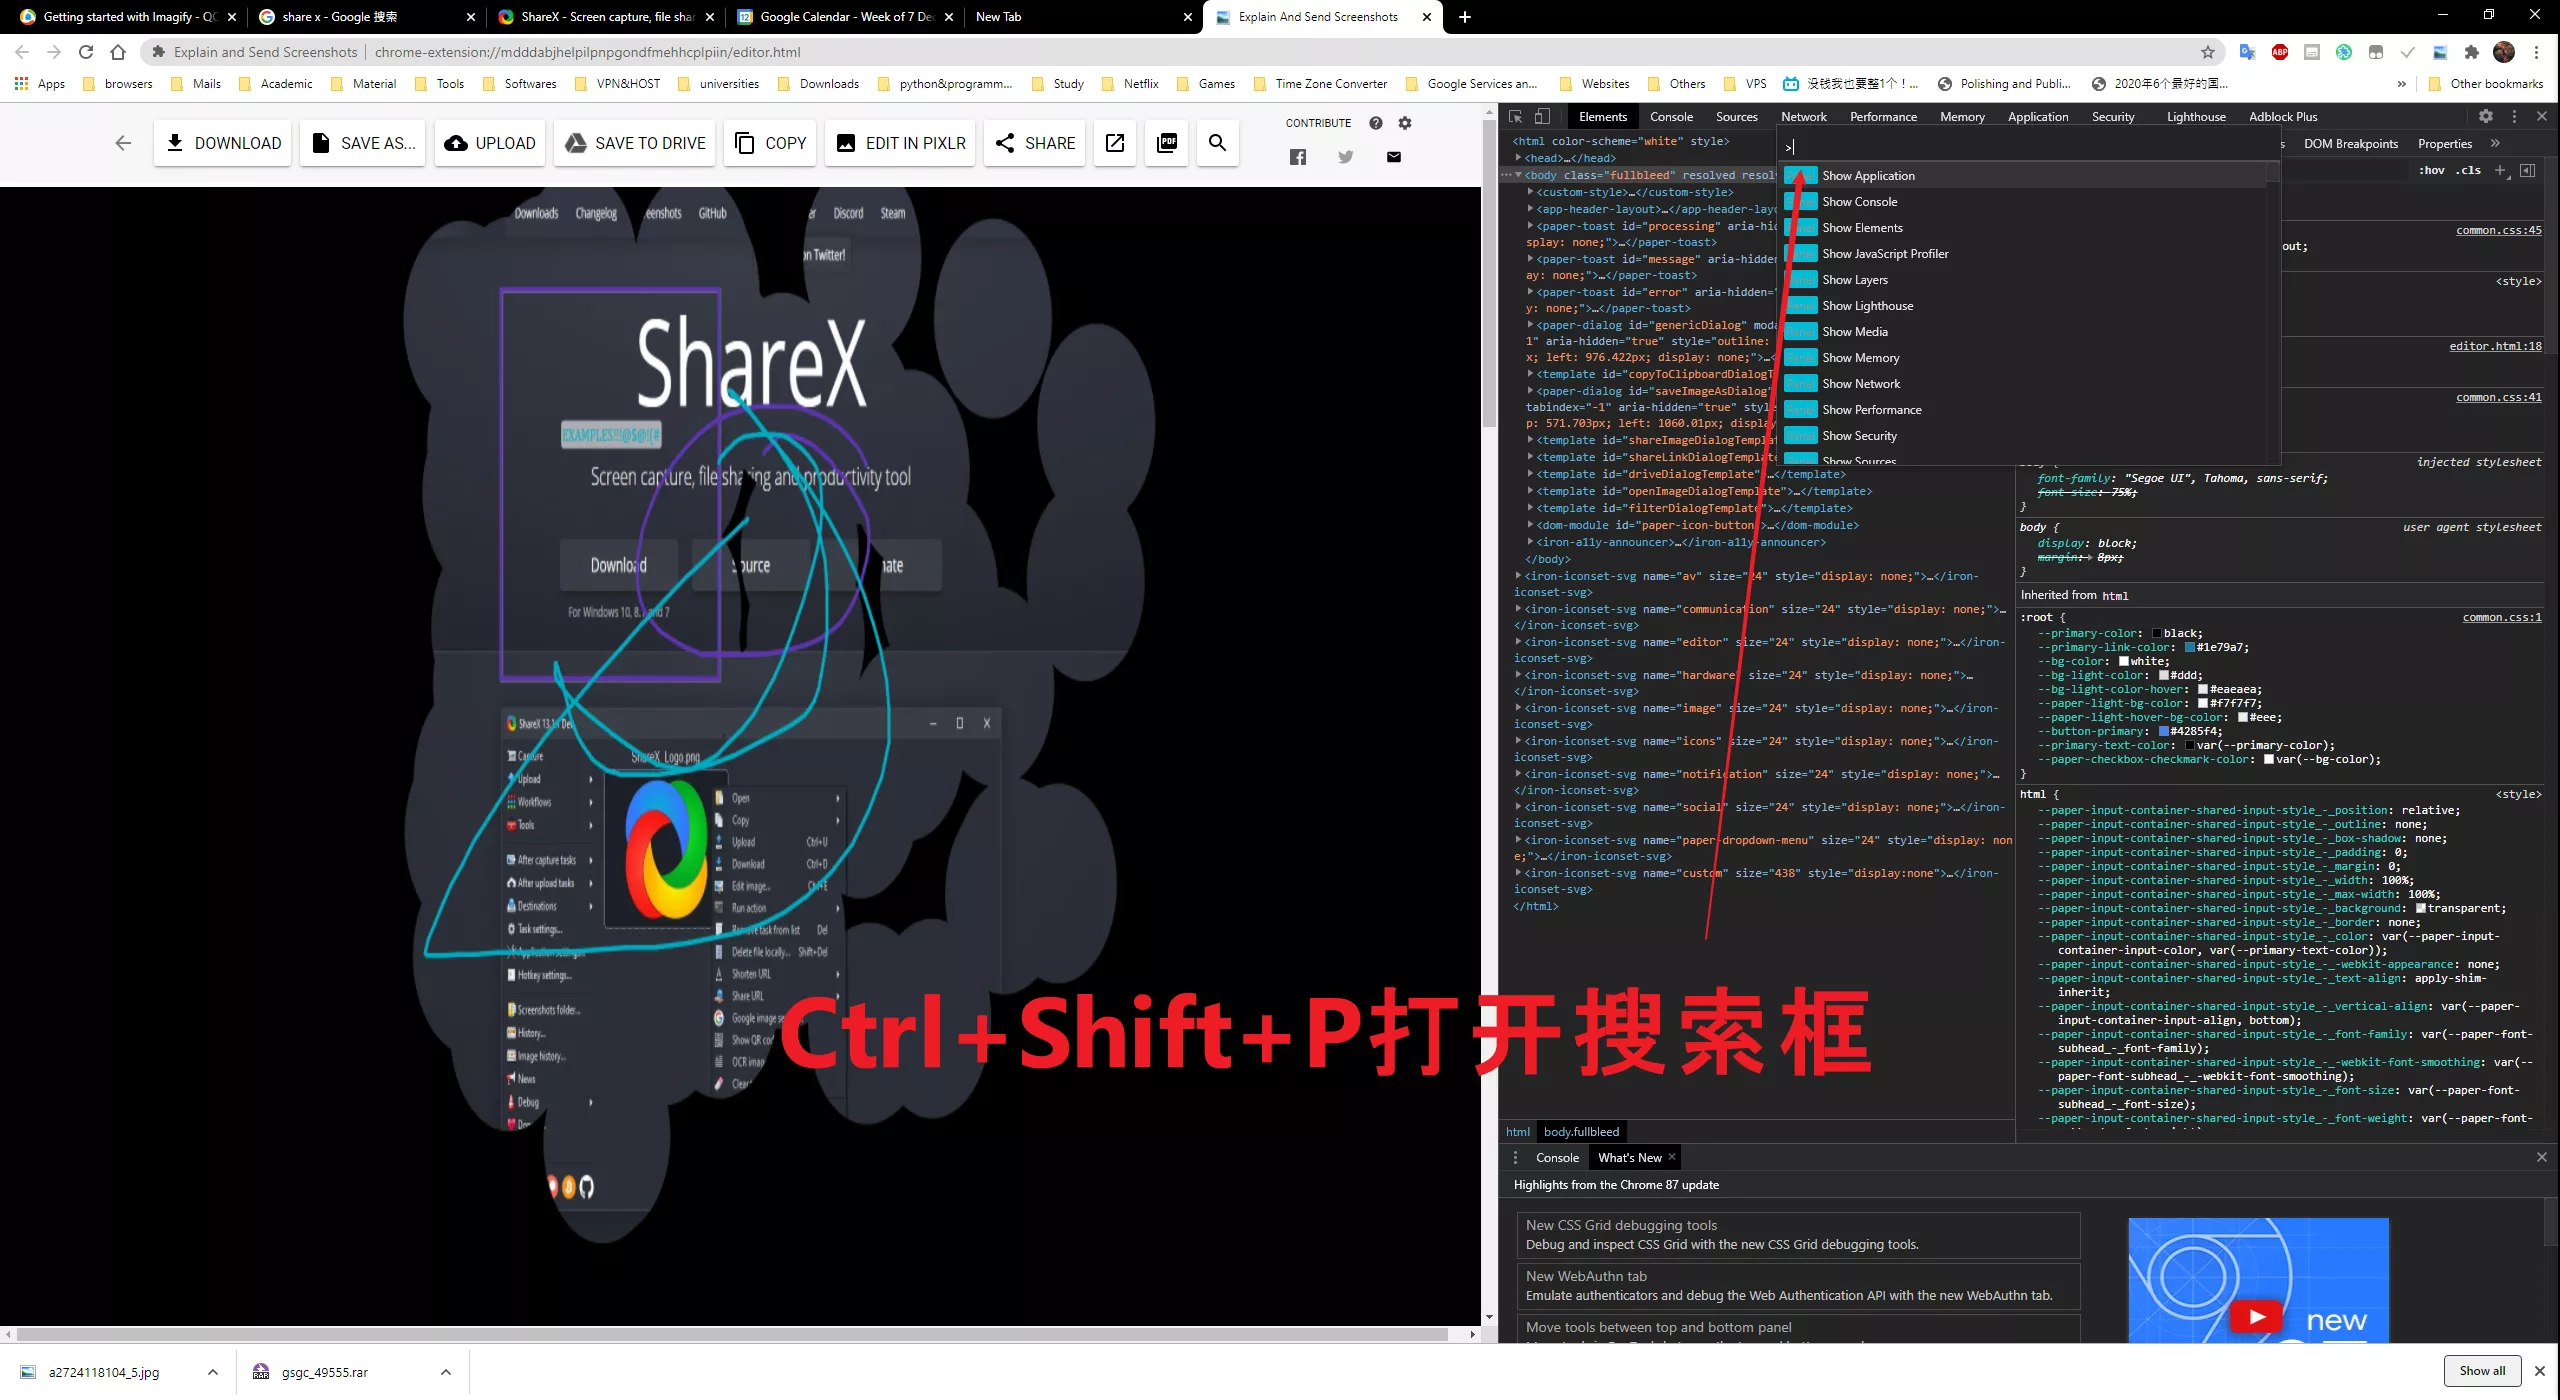 Getting started with Imagify - QC
share x - Google 搜索
ShareX - Screen capture, file shar
Google Calendar - Week of 7 Dec
New Tab
Explain And Send Screenshots
Explain and Send Screenshots | chrome-extension://mdddabjhelpilpnpgondfmehhcplpiin/editor.html
Apps browsers Mails Academic Material Tools Softwares VPN&HOST universities Downloads python&programm... Study Netflix Games Time Zone Converter Google Services an... Websites Others VPS 没钱我也要整1个！... Polishing and Publi... 2020年6个最好的国... » Other bookmarks
DOWNLOAD SAVE AS... UPLOAD SAVE TO DRIVE COPY EDIT IN PIXLR SHARE PDF
CONTRIBUTE
Downloads Changelog GitHub Discord Steam
on Twitter!
ShareX
EXAMPLES!!!@$@!(#
Screen capture, file sharing and productivity tool
Download Source nate
For Windows 10, 8.1 and 7
ShareX 13.1 Dev
Capture
Upload
Workflows
Tools
After capture tasks
After upload tasks
Destinations
Task settings...
Application settings...
Hotkey settings...
Screenshots folder...
History...
Image history...
News
Debug
ShareX_Logo.png
Open
Copy
Upload Ctrl+U
Download Ctrl+D
Edit image... Ctrl+E
Run action
Remove task from list Del
Delete file locally... Shift+Del
Shorten URL
Share URL
Google image se
Show QR cod
OCR imag
Clear
Ctrl+Shift+P打开搜索框
Elements Console Sources Network Performance Memory Application Security Lighthouse Adblock Plus
<html color-scheme="white" style>
<head>…</head>
<body class="fullbleed" resolved resol
<custom-style>…</custom-style>
<app-header-layout>…</app-header-layo
<paper-toast id="processing" aria-hi
splay: none;">…</paper-toast>
<paper-toast id="message" aria-hidden
ay: none;">…</paper-toast>
<paper-toast id="error" aria-hidden="
y: none;">…</paper-toast>
<paper-dialog id="genericDialog" moda
1" aria-hidden="true" style="outline:
x; left: 976.422px; display: none;">…<
<template id="copyToClipboardDialogT
<paper-dialog id="saveImageAsDialog"
tabindex="-1" aria-hidden="true" styl
p: 571.703px; left: 1060.01px; display
<template id="shareImageDialogTemplat
<template id="shareLinkDialogTemplate
<template id="driveDialogTemplate">…</template>
<template id="openImageDialogTemplate">…</template>
<template id="filterDialogTemplate">…</template>
<dom-module id="paper-icon-button">…</dom-module>
<iron-a11y-announcer>…</iron-a11y-announcer>
</body>
<iron-iconset-svg name="av" size="24" style="display: none;">…</iron-
iconset-svg>
<iron-iconset-svg name="communication" size="24" style="display: none;">…
</iron-iconset-svg>
<iron-iconset-svg name="editor" size="24" style="display: none;">…</iron-
iconset-svg>
<iron-iconset-svg name="hardware" size="24" style="display: none;">…
</iron-iconset-svg>
<iron-iconset-svg name="image" size="24" style="display: none;">…</iron-
iconset-svg>
<iron-iconset-svg name="icons" size="24" style="display: none;">…</iron-
iconset-svg>
<iron-iconset-svg name="notification" size="24" style="display: none;">…
</iron-iconset-svg>
<iron-iconset-svg name="social" size="24" style="display: none;">…</iron-
iconset-svg>
<iron-iconset-svg name="paper-dropdown-menu" size="24" style="display: non
e;">…</iron-iconset-svg>
<iron-iconset-svg name="custom" size="438" style="display:none">…</iron-
iconset-svg>
</html>
html body.fullbleed
>
Show Application
Show Console
Show Elements
Show JavaScript Profiler
Show Layers
Show Lighthouse
Show Media
Show Memory
Show Network
Show Performance
Show Security
Show Sources
DOM Breakpoints Properties »
:hov .cls +
common.css:45
out;
<style>
editor.html:18
common.css:41
injected stylesheet
font-family: "Segoe UI", Tahoma, sans-serif;
font-size: 75%;
}
body { user agent stylesheet
display: block;
margin: 8px;
}
Inherited from html
:root { common.css:1
--primary-color: black;
--primary-link-color: #1e79a7;
--bg-color: white;
--bg-light-color: #ddd;
--bg-light-color-hover: #eaeaea;
--paper-light-bg-color: #f7f7f7;
--paper-light-hover-bg-color: #eee;
--button-primary: #4285f4;
--primary-text-color: var(--primary-color);
--paper-checkbox-checkmark-color: var(--bg-color);
}
html { <style>
--paper-input-container-shared-input-style_-_position: relative;
--paper-input-container-shared-input-style_-_outline: none;
--paper-input-container-shared-input-style_-_box-shadow: none;
--paper-input-container-shared-input-style_-_padding: 0;
--paper-input-container-shared-input-style_-_margin: 0;
--paper-input-container-shared-input-style_-_width: 100%;
--paper-input-container-shared-input-style_-_max-width: 100%;
--paper-input-container-shared-input-style_-_background: transparent;
--paper-input-container-shared-input-style_-_border: none;
--paper-input-container-shared-input-style_-_color: var(--paper-input-
container-input-color, var(--primary-text-color));
--paper-input-container-shared-input-style_-_-webkit-appearance: none;
--paper-input-container-shared-input-style_-_text-align: apply-shim-
inherit;
--paper-input-container-shared-input-style_-_vertical-align: var(--paper-
input-container-input-align, bottom);
--paper-input-container-shared-input-style_-_font-family: var(--paper-font-
subhead_-_font-family);
--paper-input-container-shared-input-style_-_-webkit-font-smoothing: var(--
paper-font-subhead_-_-webkit-font-smoothing);
--paper-input-container-shared-input-style_-_font-size: var(--paper-font-
subhead_-_font-size);
--paper-input-container-shared-input-style_-_font-weight: var(--paper-font-
Console What's New
Highlights from the Chrome 87 update
New CSS Grid debugging tools
Debug and inspect CSS Grid with the new CSS Grid debugging tools.
New WebAuthn tab
Emulate authenticators and debug the Web Authentication API with the new WebAuthn tab.
Move tools between top and bottom panel
new
a2724118104_5.jpg
gsgc_49555.rar
Show all